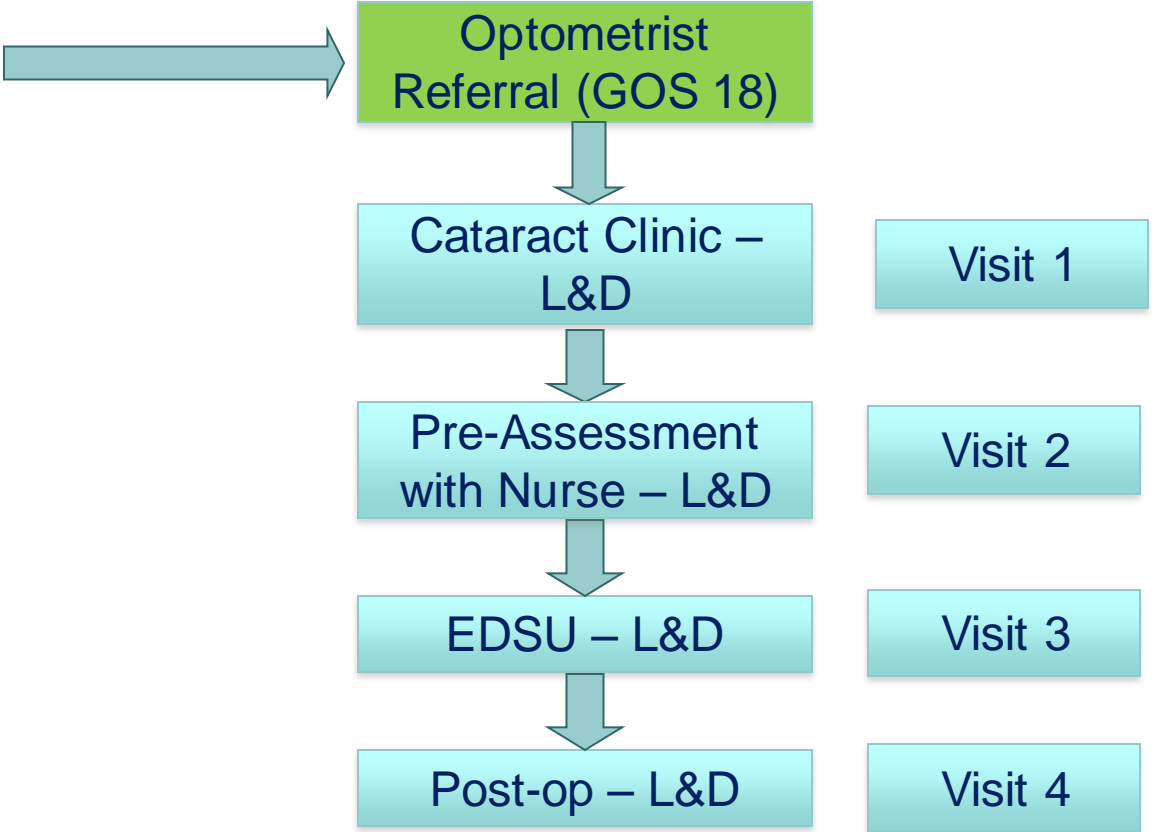 Optometrist
Referral (GOS 18)
Cataract Clinic –
L&D
Visit 1
Pre-Assessment
with Nurse – L&D
Visit 2
EDSU – L&D
Visit 3
Post-op – L&D
Visit 4